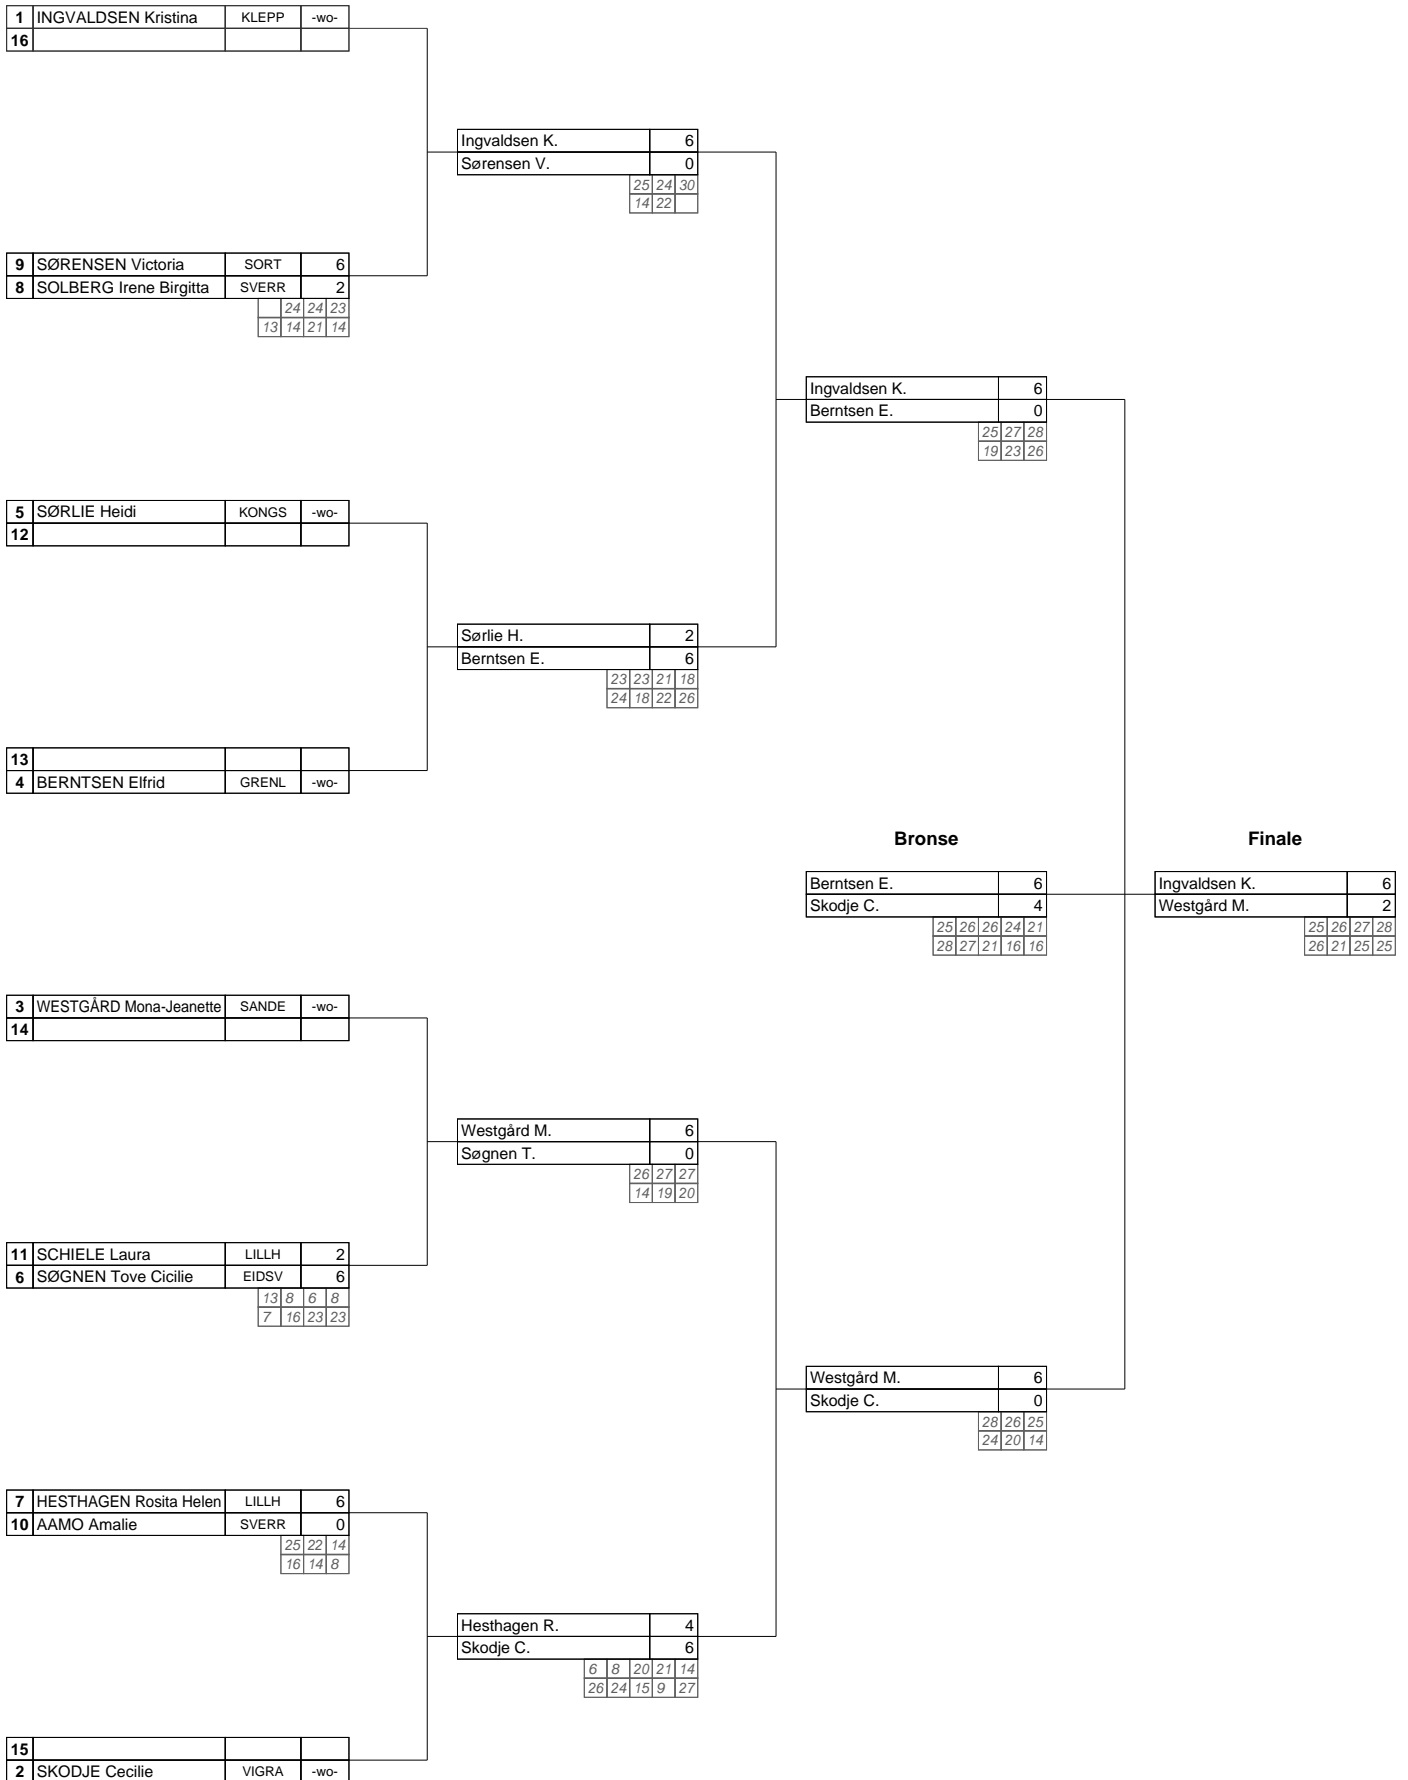 1 INGVALDSEN Kristina KLEPP -wo-
16
Ingvaldsen K. 6
Sørensen V. 0
25 24 30
14 22
9 SØRENSEN Victoria SORT 6
8 SOLBERG Irene Birgitta SVERR 2
24 24 23
13 14 21 14
Ingvaldsen K. 6
Berntsen E. 0
25 27 28
19 23 26
5 SØRLIE Heidi KONGS -wo-
12
Sørlie H. 2
Berntsen E. 6
23 23 21 18
24 18 22 26
13
4 BERNTSEN Elfrid GRENL -wo-
Bronse Finale
Berntsen E. 6 Ingvaldsen K. 6
Skodje C. 4 Westgård M. 2
25 26 26 24 21 25 26 27 28
28 27 21 16 16 26 21 25 25
3 WESTGÅRD Mona-Jeanette SANDE -wo-
14
Westgård M. 6
Søgnen T. 0
26 27 27
14 19 20
11 SCHIELE Laura LILLH 2
6 SØGNEN Tove Cicilie EIDSV 6
13 8 6 8
7 16 23 23
Westgård M. 6
Skodje C. 0
28 26 25
24 20 14
7 HESTHAGEN Rosita Helen LILLH 6
10 AAMO Amalie SVERR 0
25 22 14
16 14 8
Hesthagen R. 4
Skodje C. 6
6 8 20 21 14
26 24 15 9 27
15
2 SKODJE Cecilie VIGRA -wo-